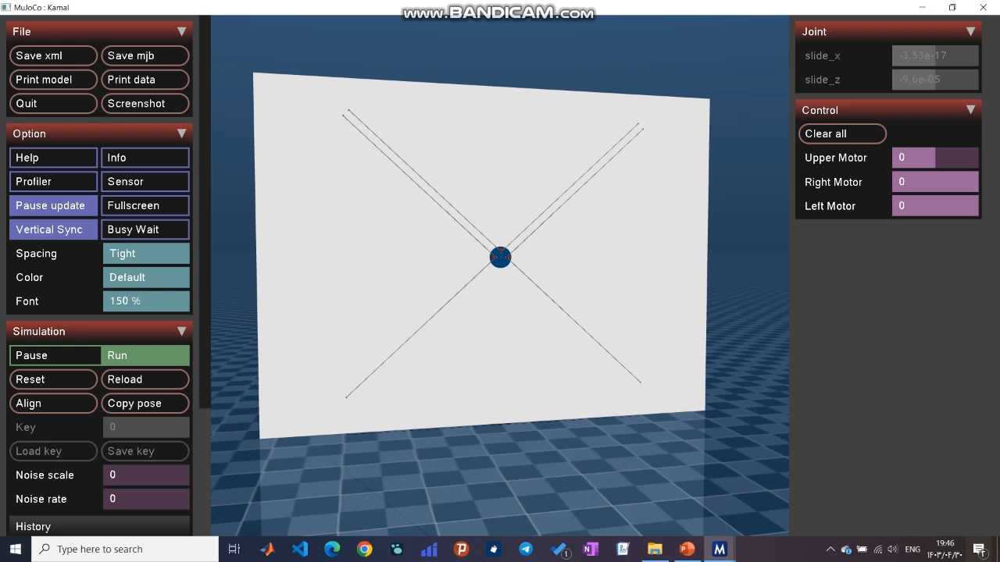 MuJoCo : Kamal
www.BANDICAM.com
File
Save xml Save mjb
Print model Print data
Quit Screenshot
Option
Help Info
Profiler Sensor
Pause update Fullscreen
Vertical Sync Busy Wait
Spacing Tight
Color Default
Font 150 %
Simulation
Pause Run
Reset Reload
Align Copy pose
Key 0
Load key Save key
Noise scale 0
Noise rate 0
History
Joint
slide_x -3.53e-17
slide_z -9.6e-05
Control
Clear all
Upper Motor 0
Right Motor 0
Left Motor 0
Type here to search
ENG
19:46
۱۴۰۳/۰۴/۳۰